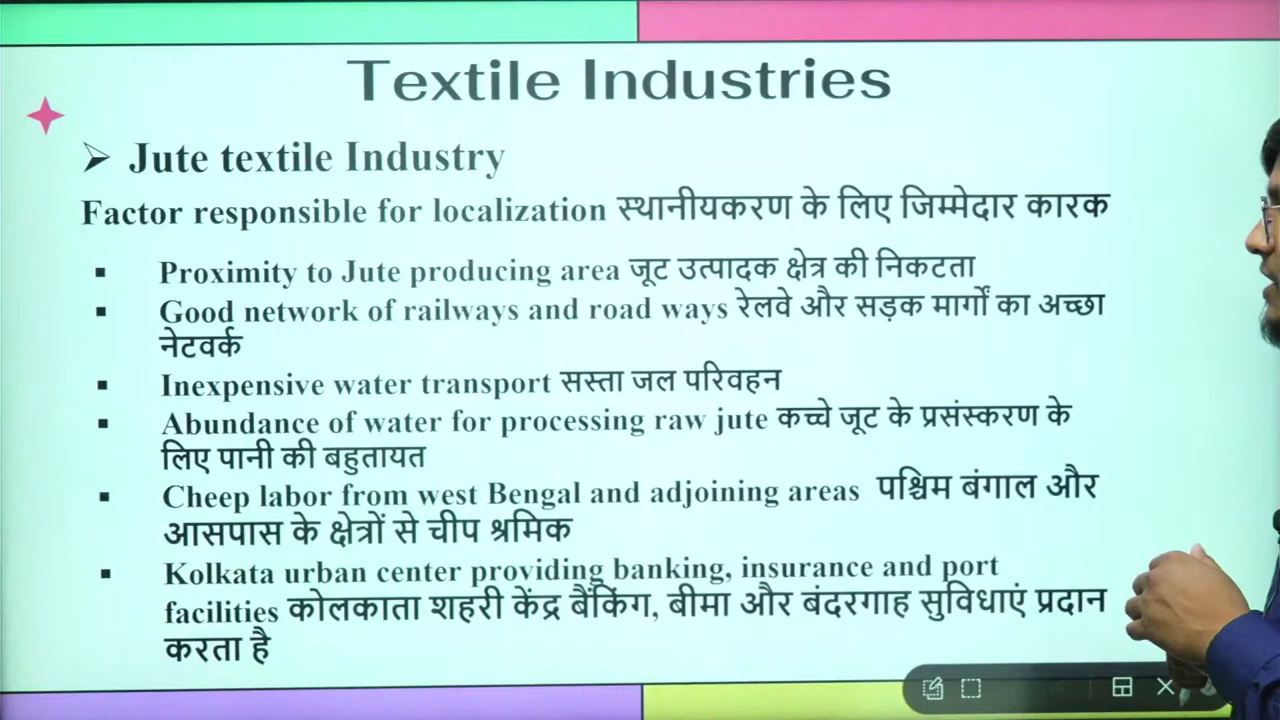 Textile Industries
➢ Jute textile Industry
Factor responsible for localization स्थानीयकरण के लिए जिम्मेदार कारक
▪ Proximity to Jute producing area जूट उत्पादक क्षेत्र की निकटता
▪ Good network of railways and road ways रेलवे और सड़क मार्गों का अच्छा
नेटवर्क
▪ Inexpensive water transport सस्ता जल परिवहन
▪ Abundance of water for processing raw jute कच्चे जूट के प्रसंस्करण के
लिए पानी की बहुतायत
▪ Cheep labor from west Bengal and adjoining areas पश्चिम बंगाल और
आसपास के क्षेत्रों से चीप श्रमिक
▪ Kolkata urban center providing banking, insurance and port
facilities कोलकाता शहरी केंद्र बैंकिंग, बीमा और बंदरगाह सुविधाएं प्रदान
करता है